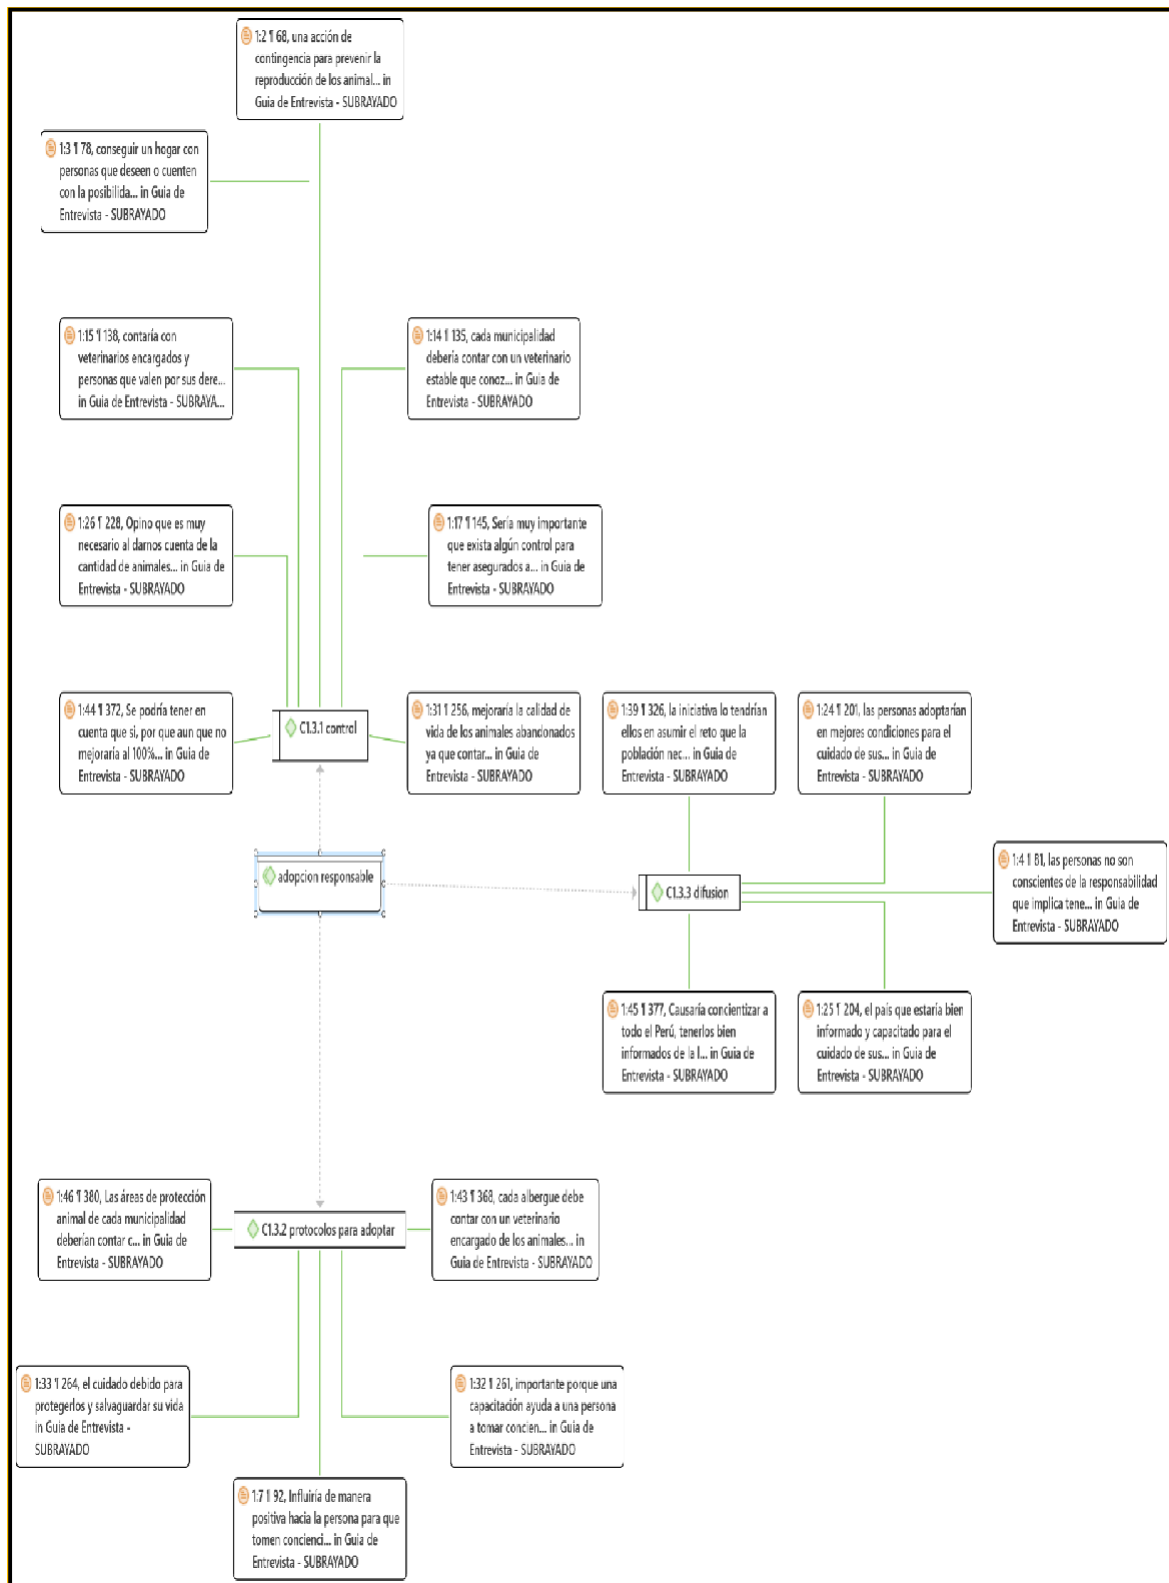 1:2 ¶ 68, una acción de
contingencia para prevenir la
reproducción de los animal... in
Guia de Entrevista - SUBRAYADO
1:3 ¶ 78, conseguir un hogar con
personas que deseen o cuenten
con la posibilida... in Guia de
Entrevista - SUBRAYADO
1:15 ¶ 138, contaría con
veterinarios encargados y
personas que valen por sus dere...
in Guia de Entrevista - SUBRAYA...
1:14 ¶ 135, cada municipalidad
debería contar con un veterinario
estable que conoz... in Guia de
Entrevista - SUBRAYADO
1:26 ¶ 228, Opino que es muy
necesario al darnos cuenta de la
cantidad de animales... in Guia de
Entrevista - SUBRAYADO
1:17 ¶ 145, Sería muy importante
que exista algún control para
tener asegurados a... in Guia de
Entrevista - SUBRAYADO
1:44 ¶ 372, Se podría tener en
cuenta que si, por que aun que no
mejoraría al 100%... in Guia de
Entrevista - SUBRAYADO
C1.3.1 control
1:31 ¶ 256, mejoraría la calidad de
vida de los animales abandonados
ya que contar... in Guia de
Entrevista - SUBRAYADO
1:39 ¶ 326, la iniciativa lo tendrían
ellos en asumir el reto que la
población nec... in Guia de
Entrevista - SUBRAYADO
1:24 ¶ 201, las personas adoptarían
en mejores condiciones para el
cuidado de sus... in Guia de
Entrevista - SUBRAYADO
adopcion responsable
C1.3.3 difusion
1:4 ¶ 81, las personas no son
conscientes de la responsabilidad
que implica tene... in Guia de
Entrevista - SUBRAYADO
1:45 ¶ 377, Causaría concientizar a
todo el Perú, tenerlos bien
informados de la l... in Guia de
Entrevista - SUBRAYADO
1:25 ¶ 204, el país que estaría bien
informado y capacitado para el
cuidado de sus... in Guia de
Entrevista - SUBRAYADO
1:46 ¶ 380, Las áreas de protección
animal de cada municipalidad
deberían contar c... in Guia de
Entrevista - SUBRAYADO
C1.3.2 protocolos para adoptar
1:43 ¶ 368, cada albergue debe
contar con un veterinario
encargado de los animales... in
Guia de Entrevista - SUBRAYADO
1:33 ¶ 264, el cuidado debido para
protegerlos y salvaguardar su vida
in Guia de Entrevista -
SUBRAYADO
1:32 ¶ 261, importante porque una
capacitación ayuda a una persona
a tomar concien... in Guia de
Entrevista - SUBRAYADO
1:7 ¶ 92, Influiría de manera
positiva hacia la persona para que
tomen concienci... in Guia de
Entrevista - SUBRAYADO